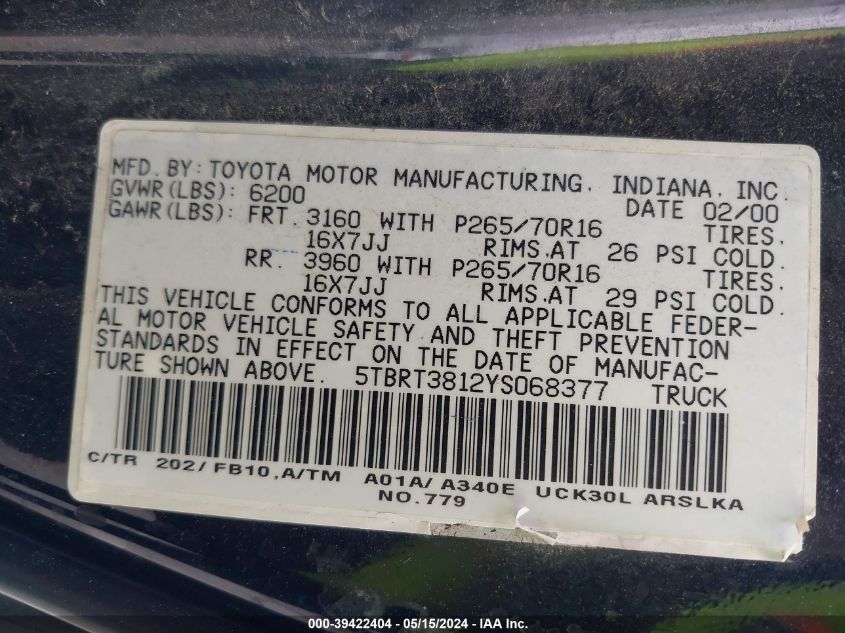 MFD. BY: TOYOTA MOTOR MANUFACTURING, INDIANA, INC.
GVWR(LBS): 6200 DATE 02/00
GAWR(LBS): FRT. 3160 WITH P265/70R16 TIRES,
16X7JJ RIMS.AT 26 PSI COLD.
RR. 3960 WITH P265/70R16 TIRES,
16X7JJ RIMS.AT 29 PSI COLD.
THIS VEHICLE CONFORMS TO ALL APPLICABLE FEDER-
AL MOTOR VEHICLE SAFETY AND THEFT PREVENTION
STANDARDS IN EFFECT ON THE DATE OF MANUFAC-
TURE SHOWN ABOVE. 5TBRT3812YS068377 TRUCK
C/TR 202/ FB10,A/TM A01A/ A340E UCK30L ARSLKA
NO.779
000-39422404 - 05/15/2024 - IAA Inc.